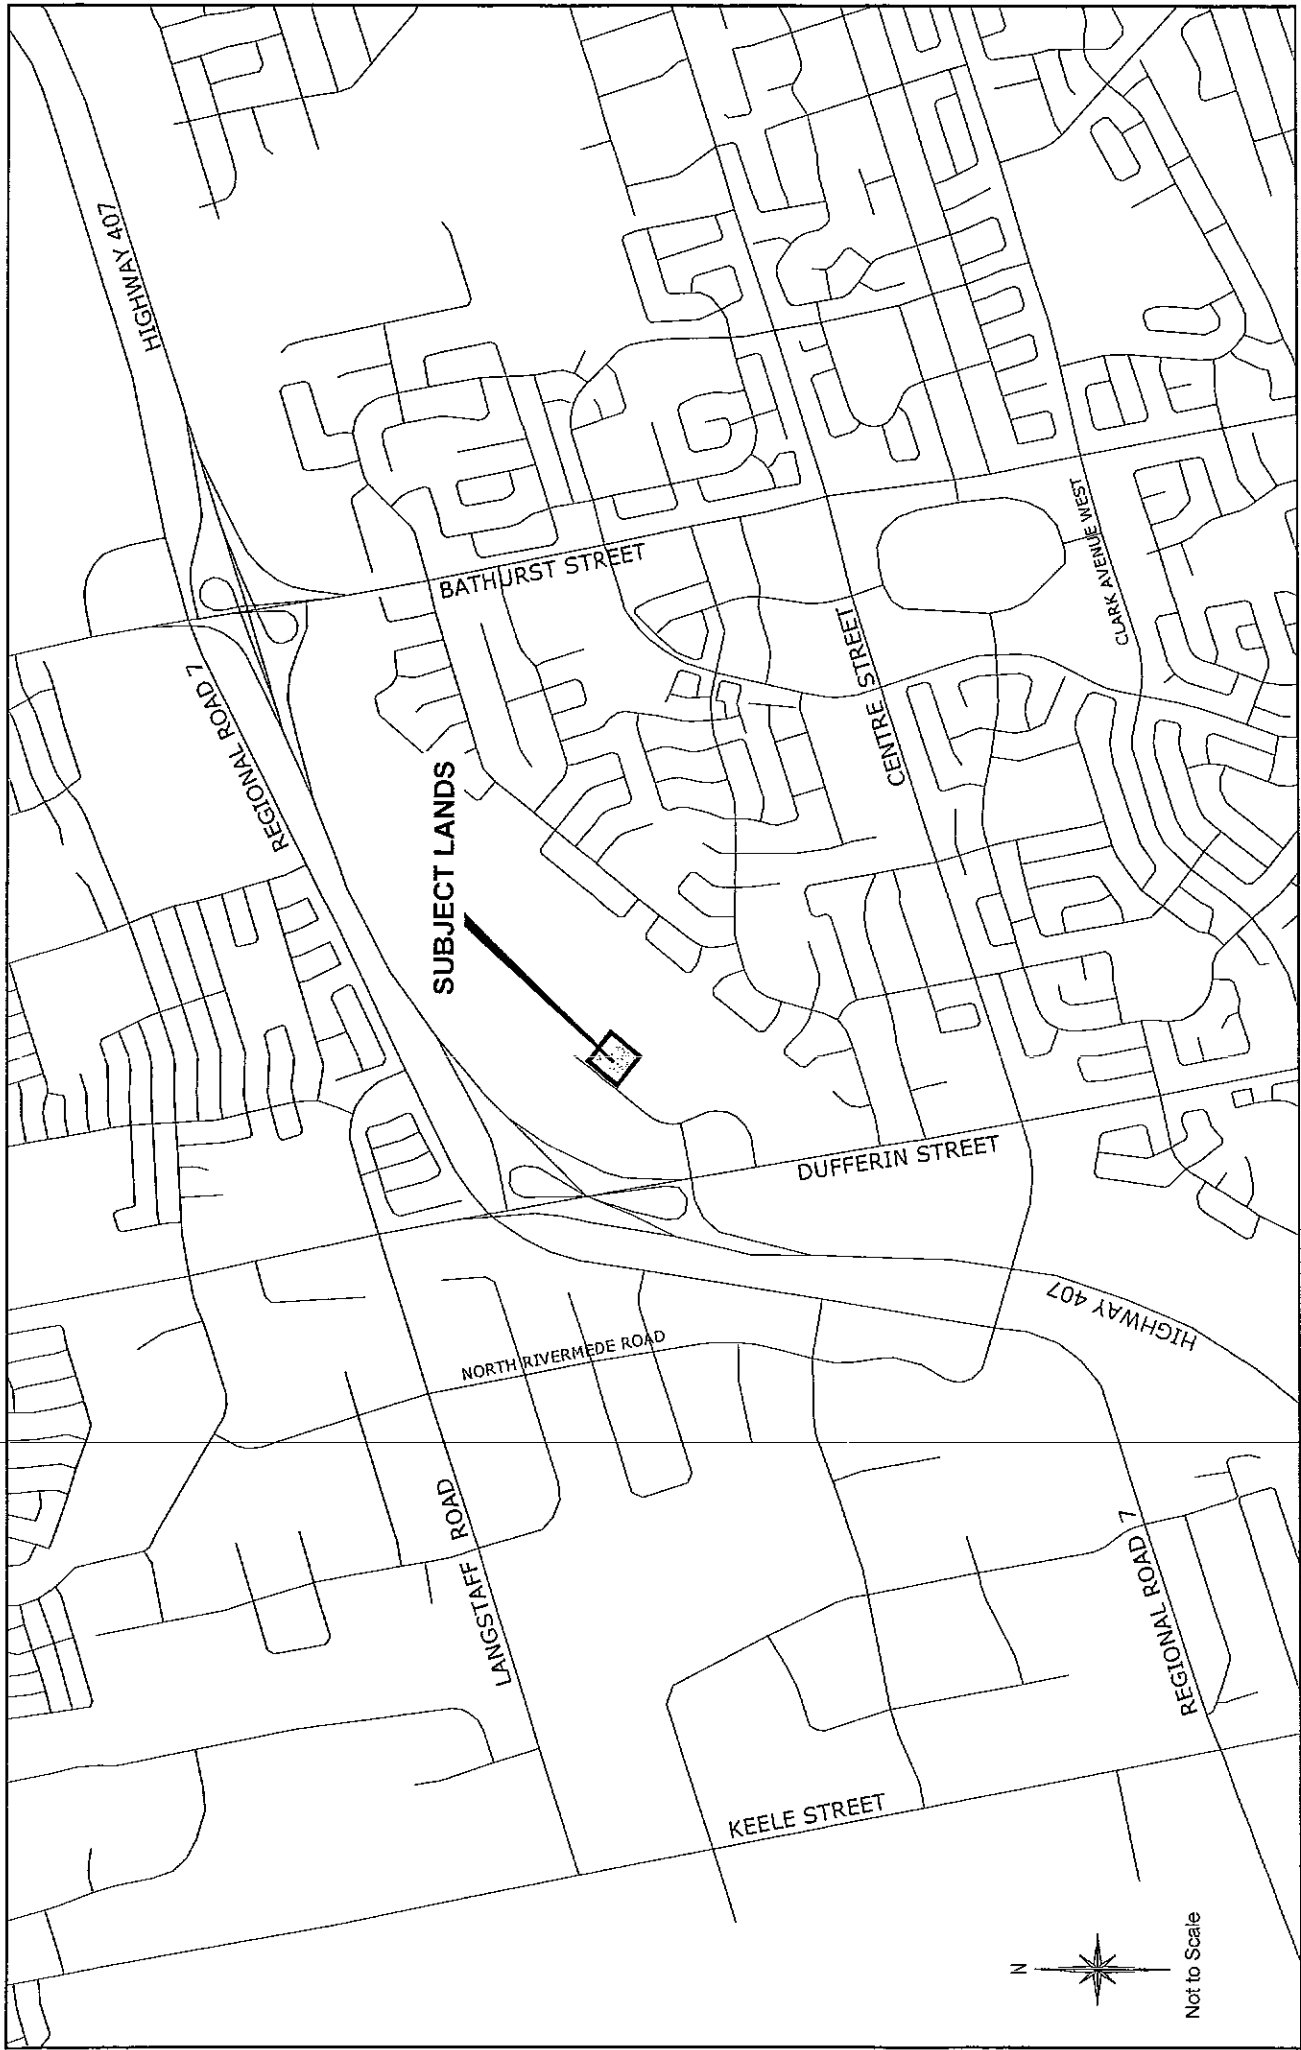 HIGHWAY 407
REGIONAL ROAD 7
BATHURST STREET
CLARK AVENUE WEST
CENTRE STREET
SUBJECT LANDS
DUFFERIN STREET
HIGHWAY 407
NORTH RIVERMEDE ROAD
LANGSTAFF ROAD
REGIONAL ROAD 7
KEELE STREET
N
Not to Scale